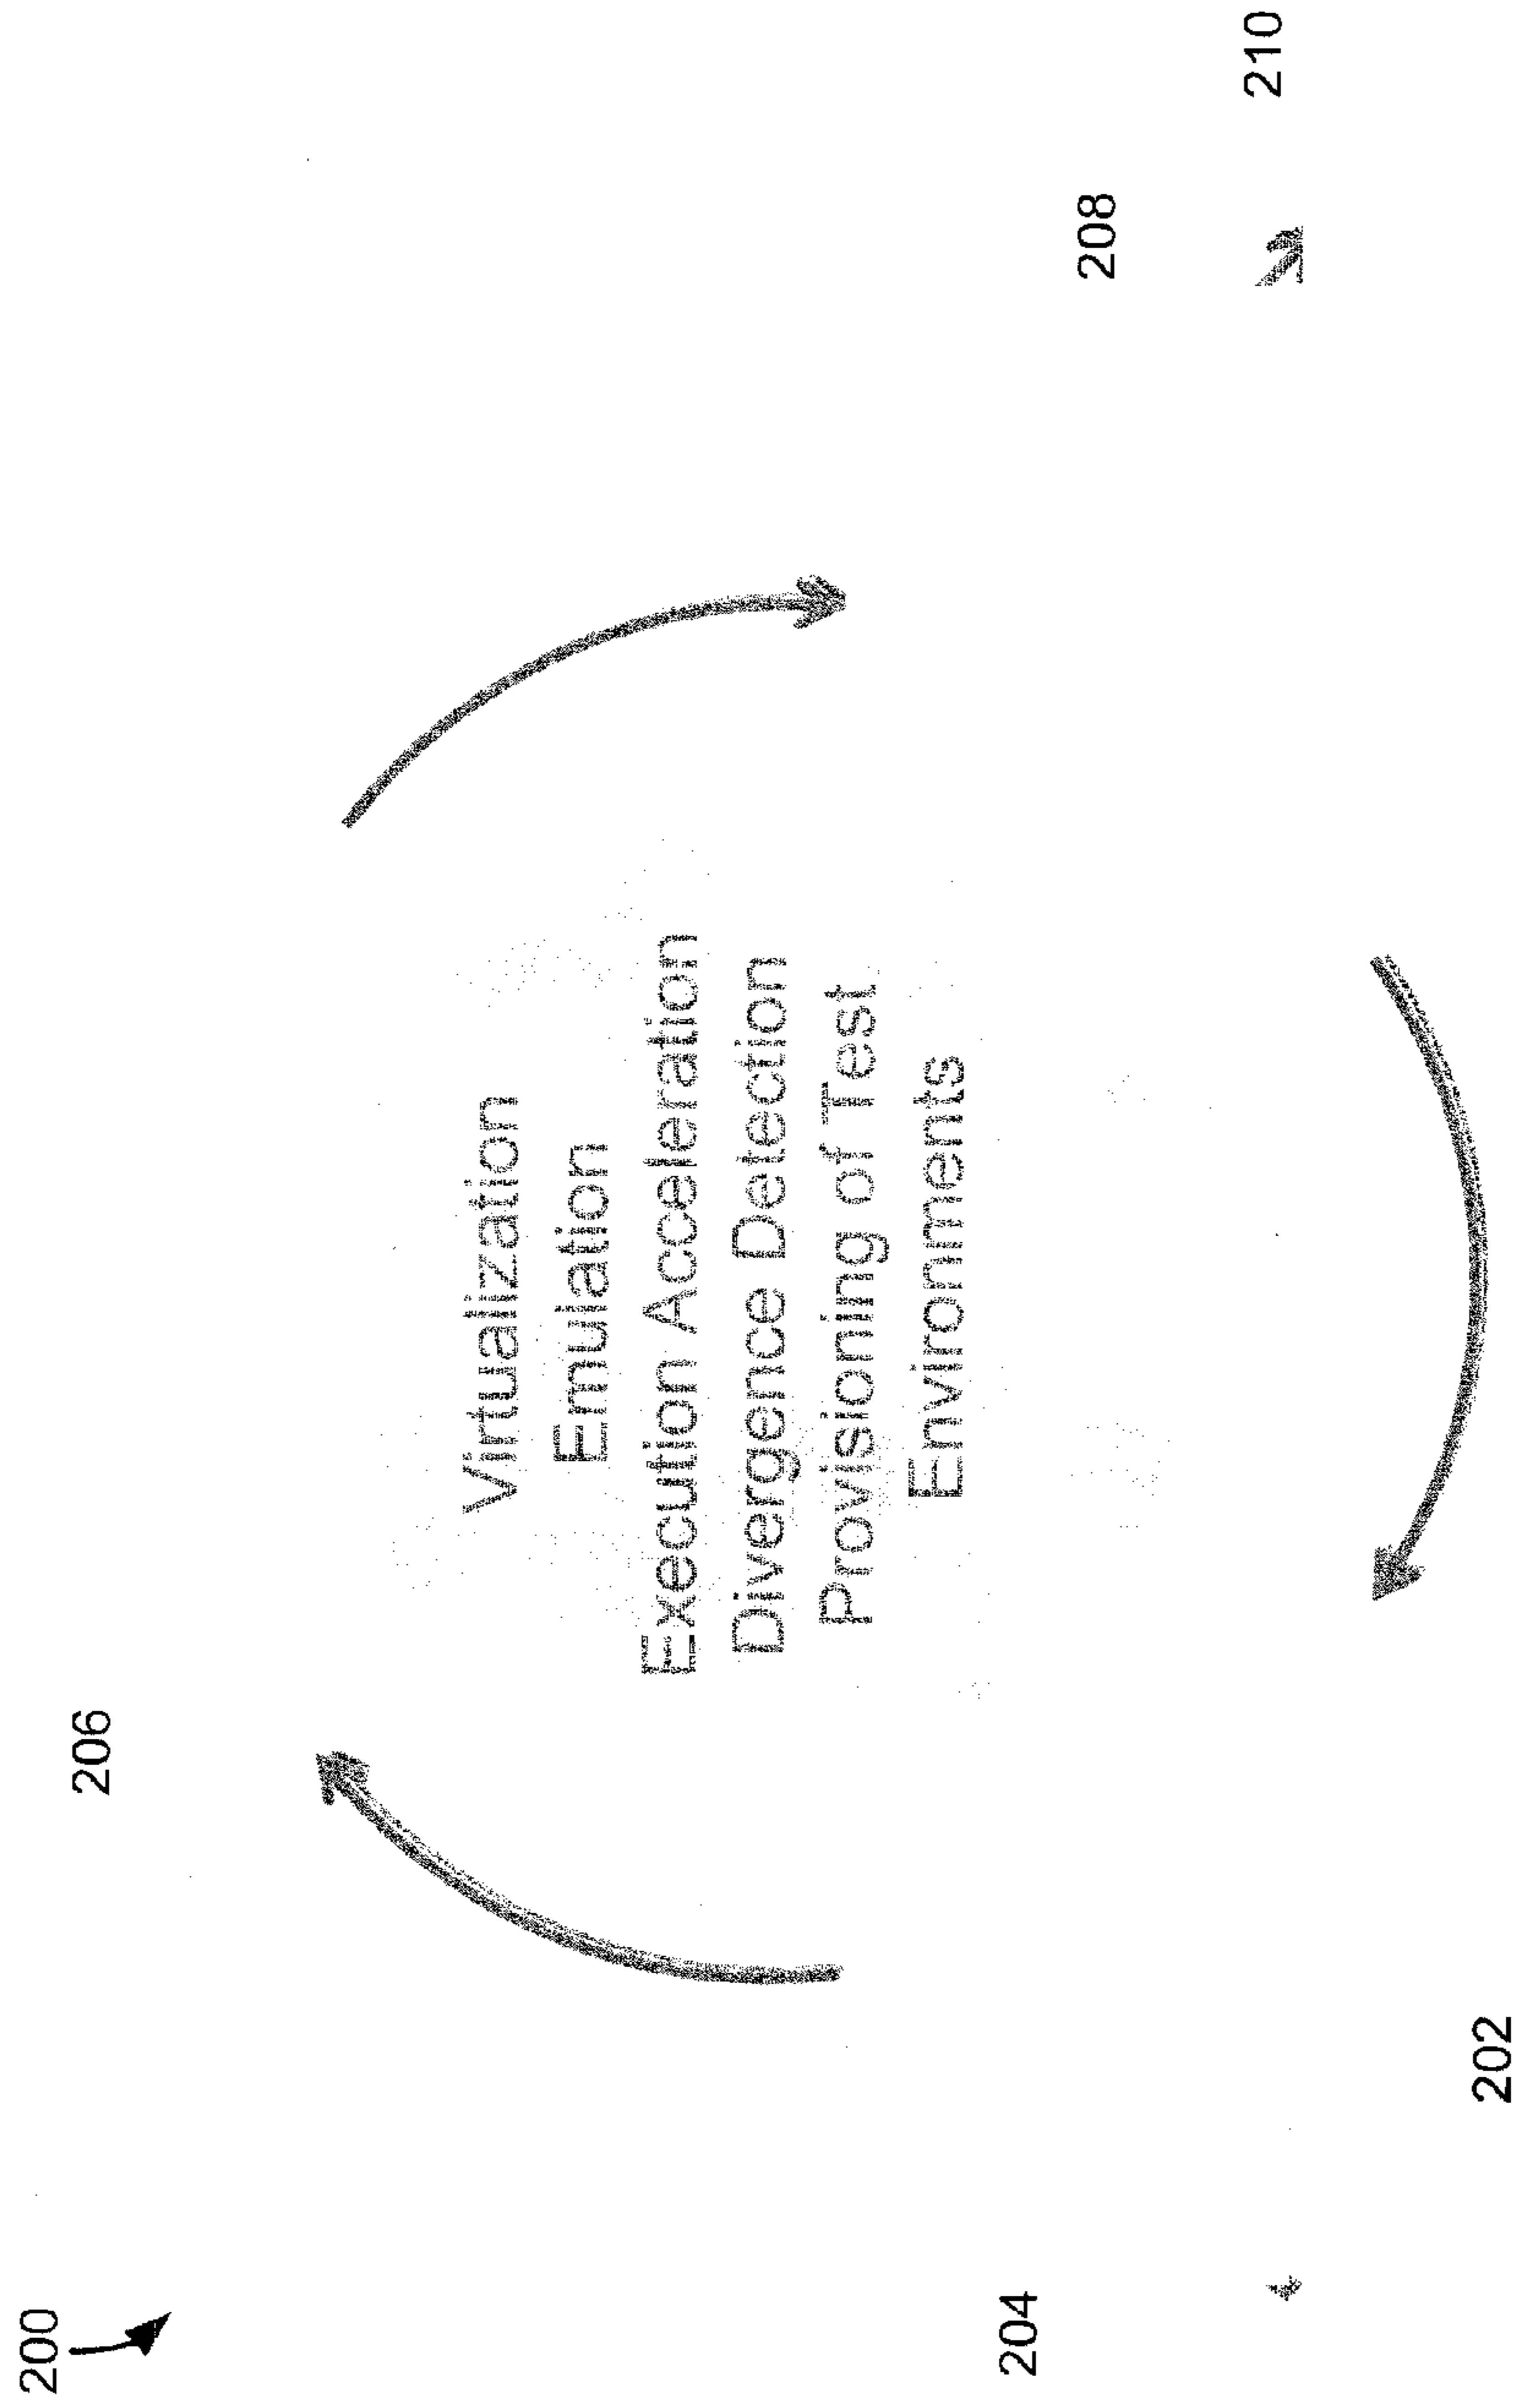 200
206
Virtualization
Emulation
Execution Acceleration
Divergence Detection
Provisioning of Test
Environments
204
208
210
202